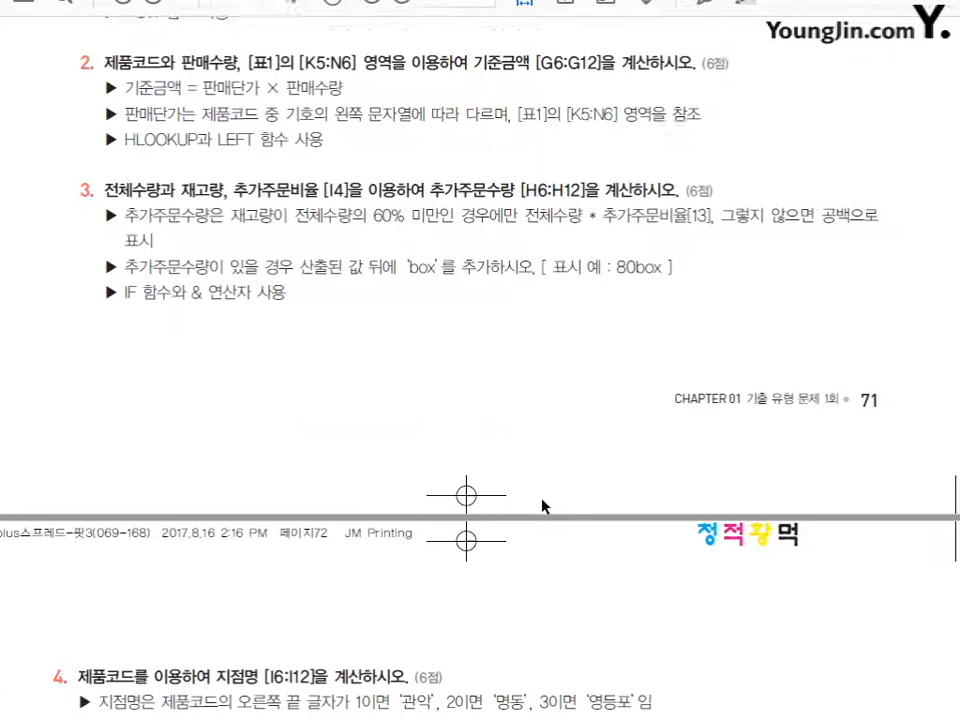 YoungJin.com Y.
2. 제품코드와 판매수량, [표1]의 [K5:N6] 영역을 이용하여 기준금액 [G6:G12]을 계산하시오. (6점)
▶ 기준금액 = 판매단가 × 판매수량
▶ 판매단가는 제품코드 중 기호의 왼쪽 문자열에 따라 다르며, [표1]의 [K5:N6] 영역을 참조
▶ HLOOKUP과 LEFT 함수 사용
3. 전체수량과 재고량, 추가주문비율 [I4]을 이용하여 추가주문수량 [H6:H12]을 계산하시오. (6점)
▶ 추가주문수량은 재고량이 전체수량의 60% 미만인 경우에만 전체수량 * 추가주문비율[13], 그렇지 않으면 공백으로
표시
▶ 추가주문수량이 있을 경우 산출된 값 뒤에 ‘box’를 추가하시오. [ 표시 예 : 80box ]
▶ IF 함수와 & 연산자 사용
CHAPTER 01 기출 유형 문제 1회 71
plus스프레드-팟3(069-168) 2017.8.16 2:16 PM 페이지72 JM Printing
청적황먹
4. 제품코드를 이용하여 지점명 [I6:I12]을 계산하시오. (6점)
▶ 지점명은 제품코드의 오른쪽 끝 글자가 1이면 ‘관악’, 2이면 ‘명동’, 3이면 ‘영등포’임